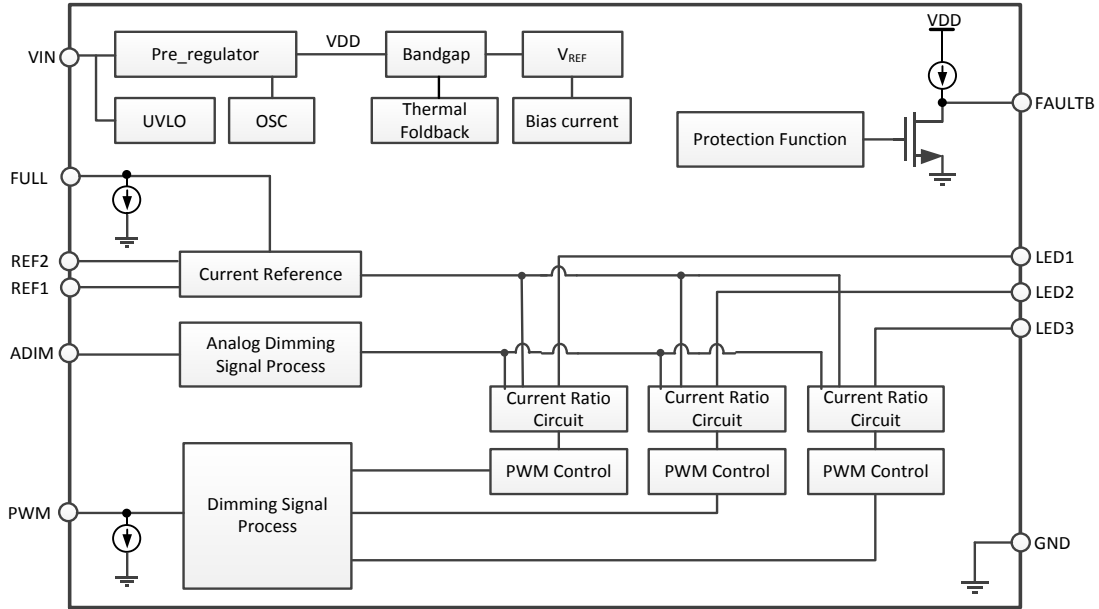 VDD
VIN
Pre_regulator
VDD
Bandgap
VREF
UVLO
OSC
Thermal
Foldback
Bias current
FAULTB
Protection Function
FULL
REF2
REF1
Current Reference
LED1
LED2
LED3
ADIM
Analog Dimming
Signal Process
Current Ratio
Circuit
Current Ratio
Circuit
Current Ratio
Circuit
PWM Control
PWM Control
PWM Control
PWM
Dimming Signal
Process
GND